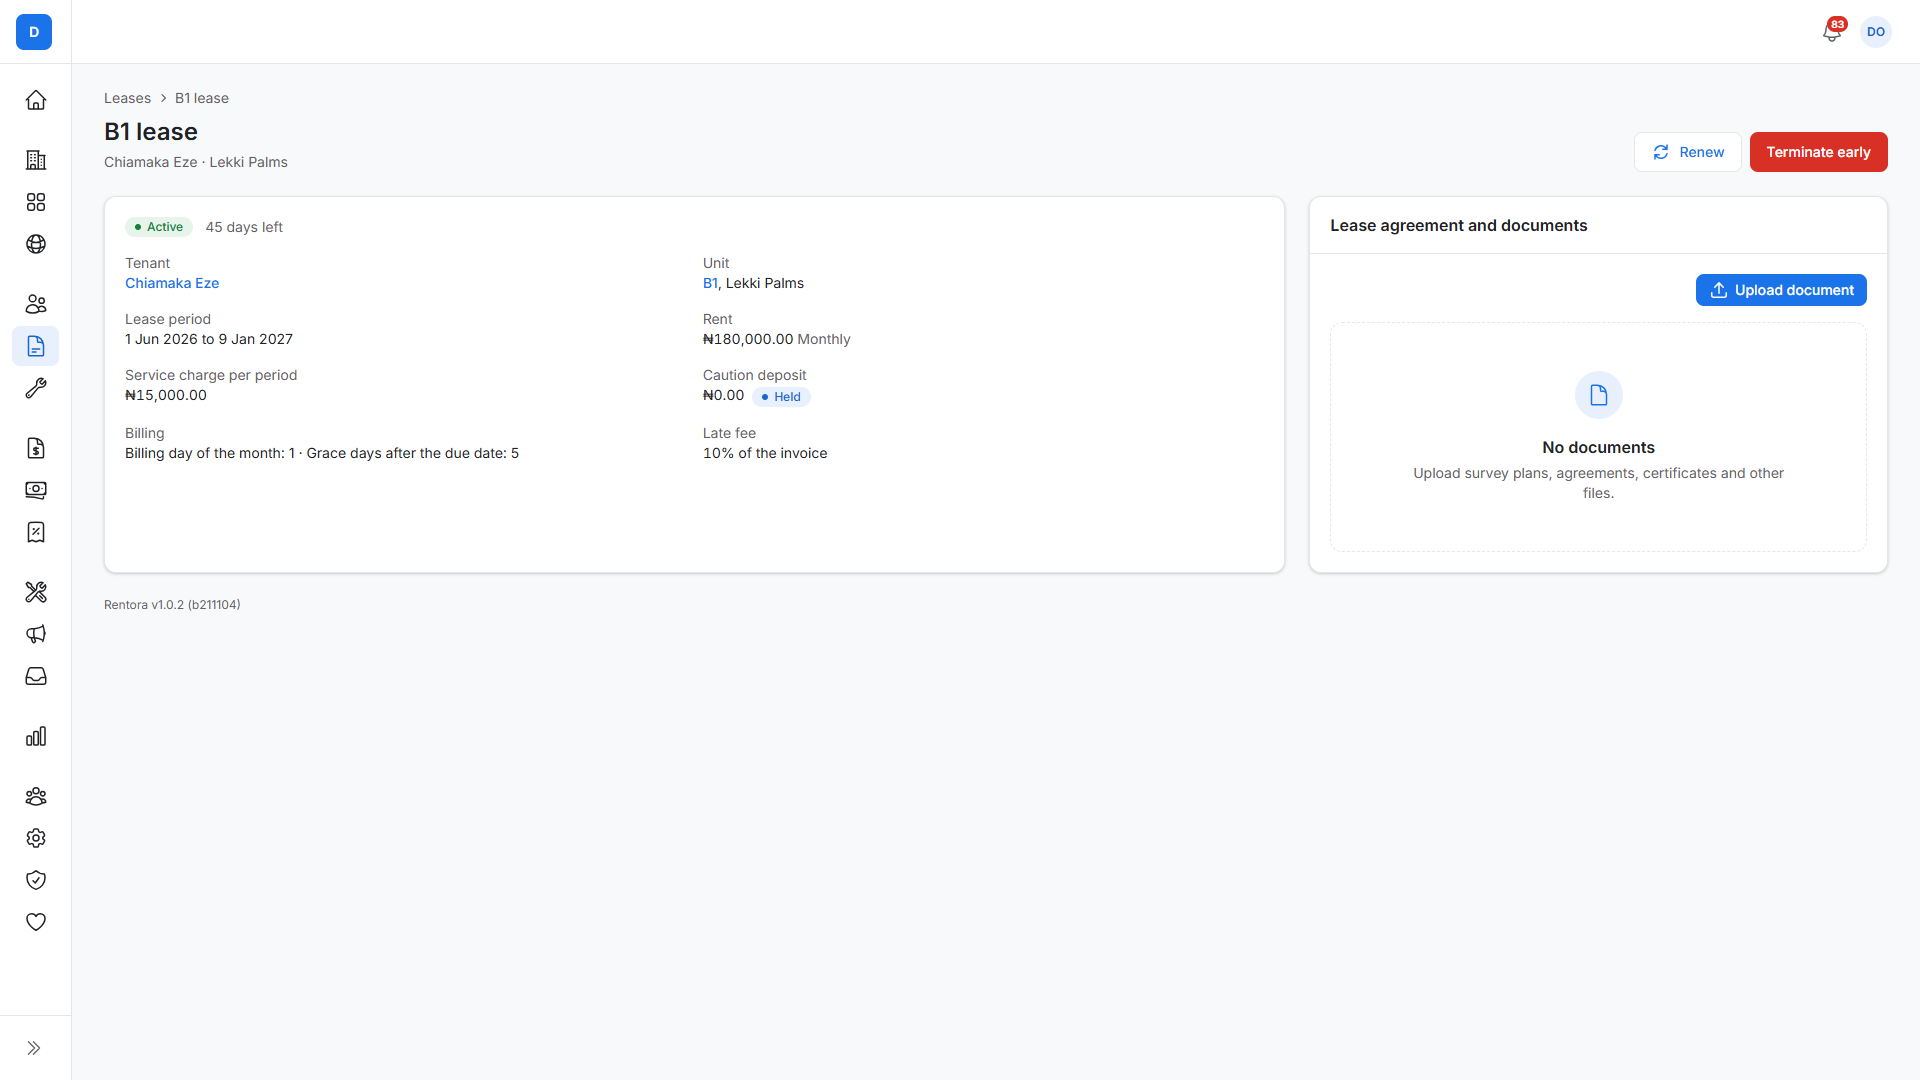 D
83
DO
Leases > B1 lease
B1 lease
Chiamaka Eze · Lekki Palms
Renew
Terminate early
Active
45 days left
Tenant
Chiamaka Eze
Unit
B1, Lekki Palms
Lease period
1 Jun 2026 to 9 Jan 2027
Rent
₦180,000.00 Monthly
Service charge per period
₦15,000.00
Caution deposit
₦0.00 Held
Billing
Billing day of the month: 1 · Grace days after the due date: 5
Late fee
10% of the invoice
Lease agreement and documents
Upload document
No documents
Upload survey plans, agreements, certificates and other
files.
Rentora v1.0.2 (b211104)